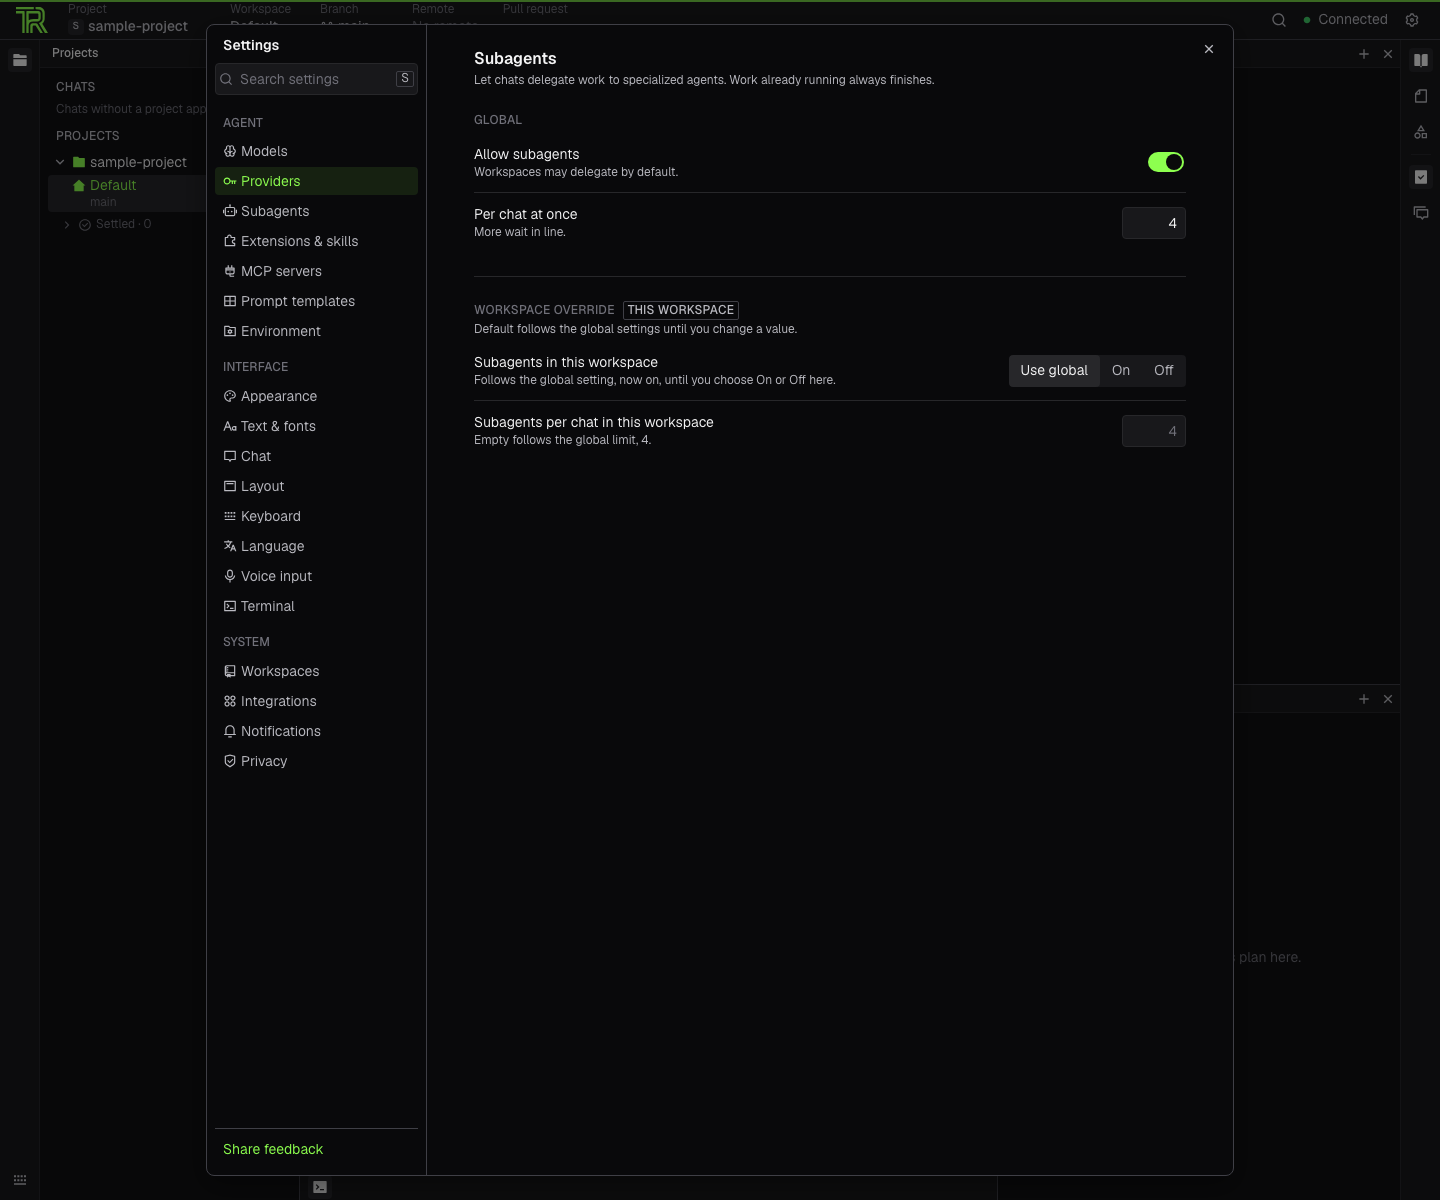 Project
sample-project
Workspace
Branch
Remote
Pull request
S
Connected
Projects
CHATS
Chats without a project app
PROJECTS
sample-project
Default
main
Settled · 0
Settings
Search settings
S
AGENT
Models
Providers
Subagents
Extensions & skills
MCP servers
Prompt templates
Environment
INTERFACE
Appearance
Text & fonts
Chat
Layout
Keyboard
Language
Voice input
Terminal
SYSTEM
Workspaces
Integrations
Notifications
Privacy
Share feedback
Subagents
Let chats delegate work to specialized agents. Work already running always finishes.
GLOBAL
Allow subagents
Workspaces may delegate by default.
Per chat at once
More wait in line.
4
WORKSPACE OVERRIDE THIS WORKSPACE
Default follows the global settings until you change a value.
Subagents in this workspace
Follows the global setting, now on, until you choose On or Off here.
Use global On Off
Subagents per chat in this workspace
Empty follows the global limit, 4.
4
plan here.